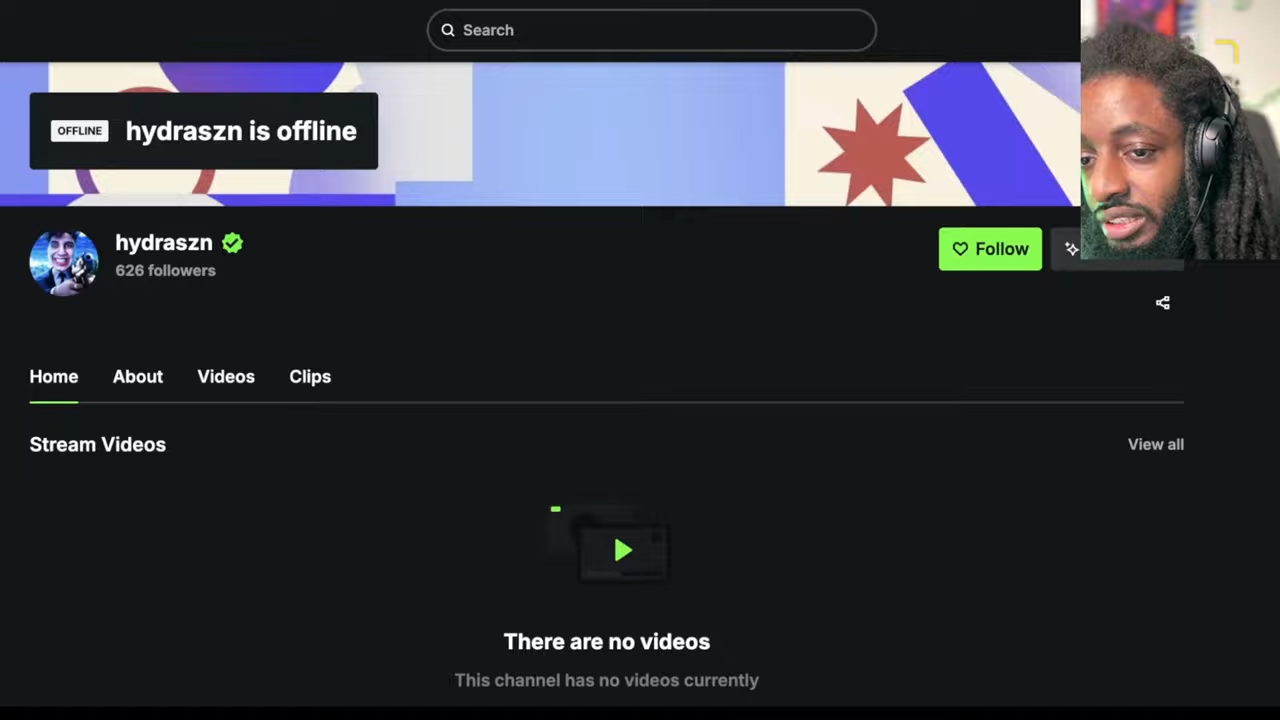 Search
OFFLINE hydraszn is offline
hydraszn
626 followers
Follow
Home About Videos Clips
Stream Videos View all
There are no videos
This channel has no videos currently